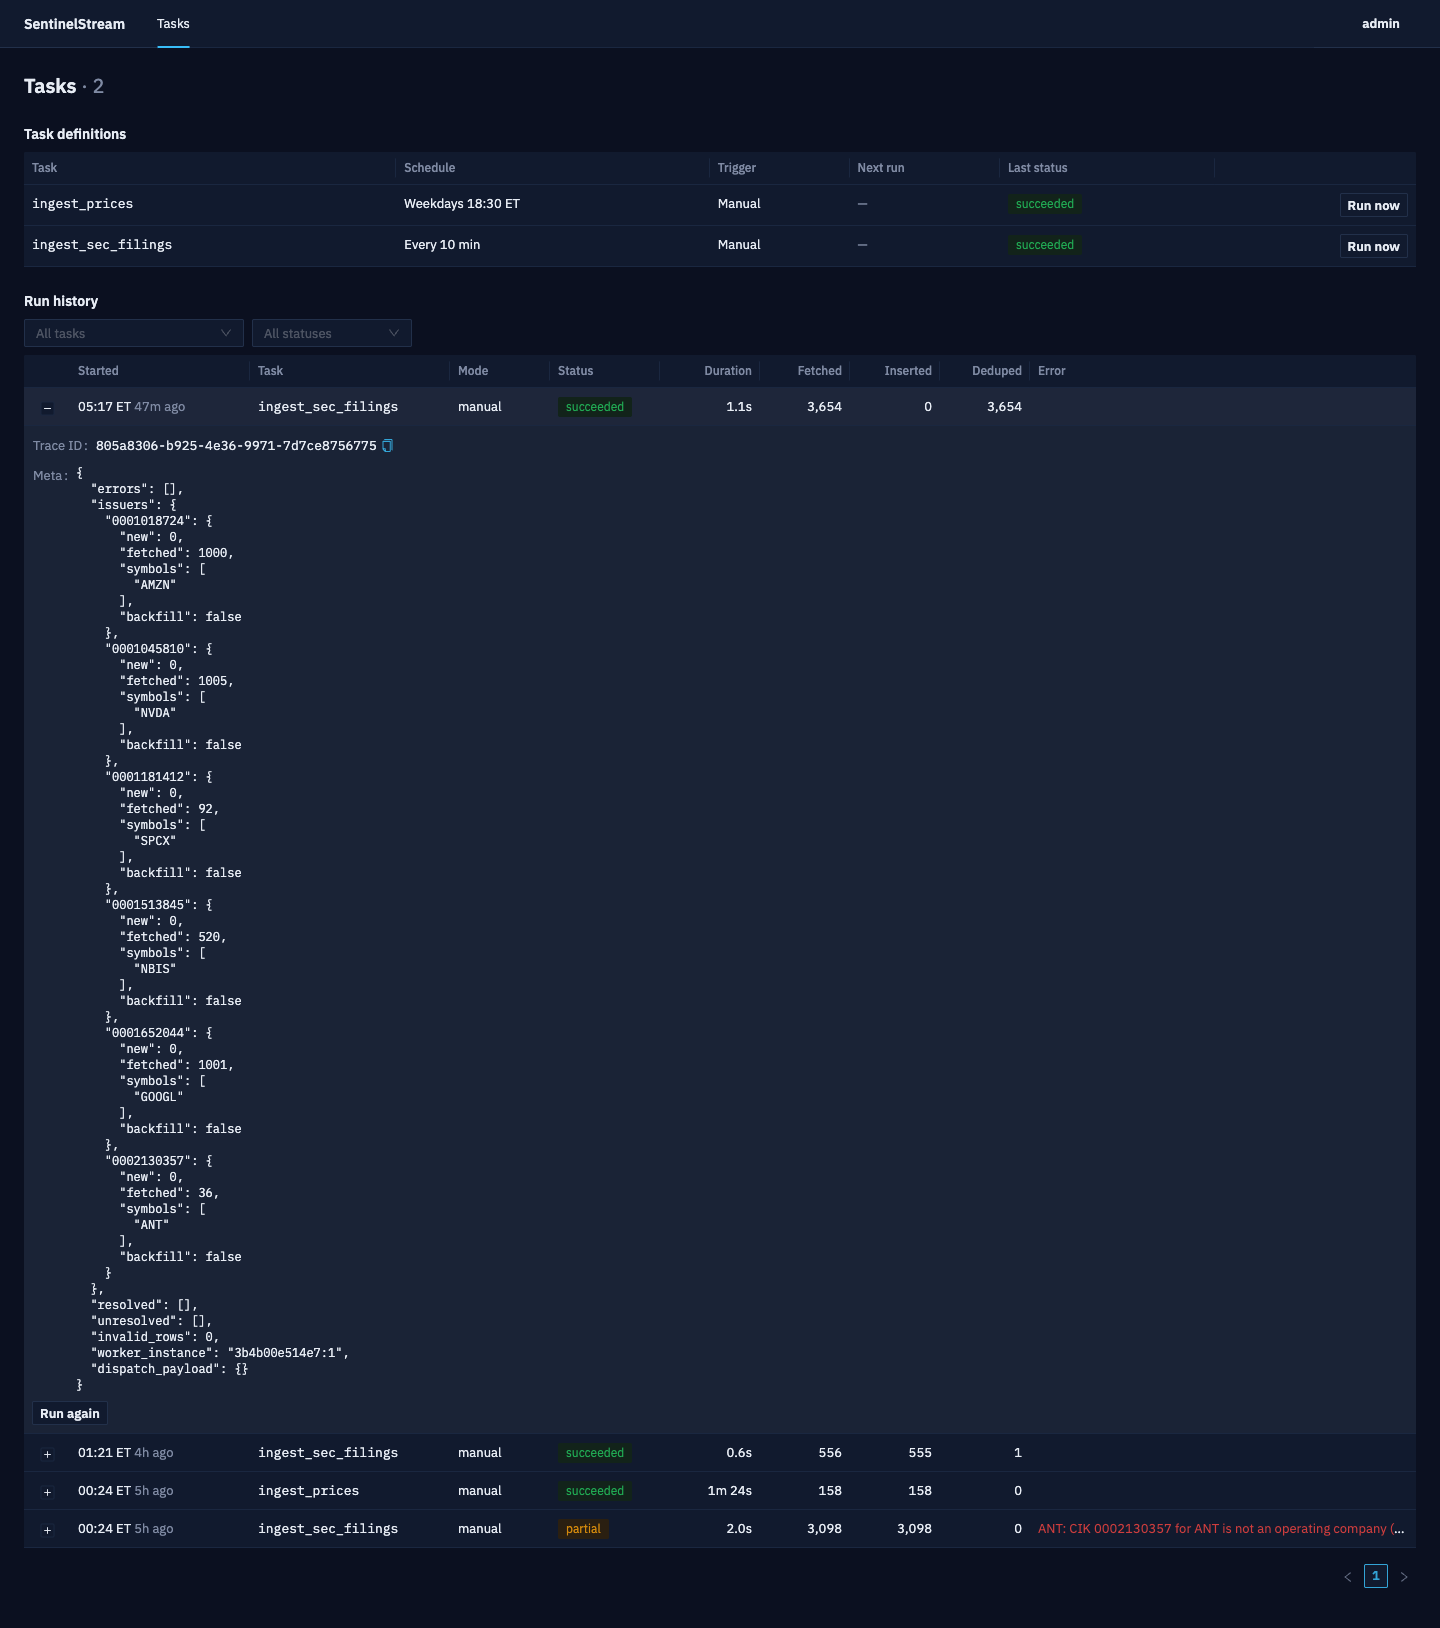 SentinelStream Tasks admin
Tasks · 2
Task definitions
Task Schedule Trigger Next run Last status
ingest_prices Weekdays 18:30 ET Manual — succeeded Run now
ingest_sec_filings Every 10 min Manual — succeeded Run now
Run history
All tasks All statuses
Started Task Mode Status Duration Fetched Inserted Deduped Error
05:17 ET 47m ago ingest_sec_filings manual succeeded 1.1s 3,654 0 3,654
Trace ID: 805a8306-b925-4e36-9971-7d7ce8756775
Meta: {
"errors": [],
"issuers": {
"0001018724": {
"new": 0,
"fetched": 1000,
"symbols": [
"AMZN"
],
"backfill": false
},
"0001045810": {
"new": 0,
"fetched": 1005,
"symbols": [
"NVDA"
],
"backfill": false
},
"0001181412": {
"new": 0,
"fetched": 92,
"symbols": [
"SPCX"
],
"backfill": false
},
"0001513845": {
"new": 0,
"fetched": 520,
"symbols": [
"NBIS"
],
"backfill": false
},
"0001652044": {
"new": 0,
"fetched": 1001,
"symbols": [
"GOOGL"
],
"backfill": false
},
"0002130357": {
"new": 0,
"fetched": 36,
"symbols": [
"ANT"
],
"backfill": false
}
},
"resolved": [],
"unresolved": [],
"invalid_rows": 0,
"worker_instance": "3b4b00e514e7:1",
"dispatch_payload": {}
}
Run again
01:21 ET 4h ago ingest_sec_filings manual succeeded 0.6s 556 555 1
00:24 ET 5h ago ingest_prices manual succeeded 1m 24s 158 158 0
00:24 ET 5h ago ingest_sec_filings manual partial 2.0s 3,098 3,098 0 ANT: CIK 0002130357 for ANT is not an operating company (...
1